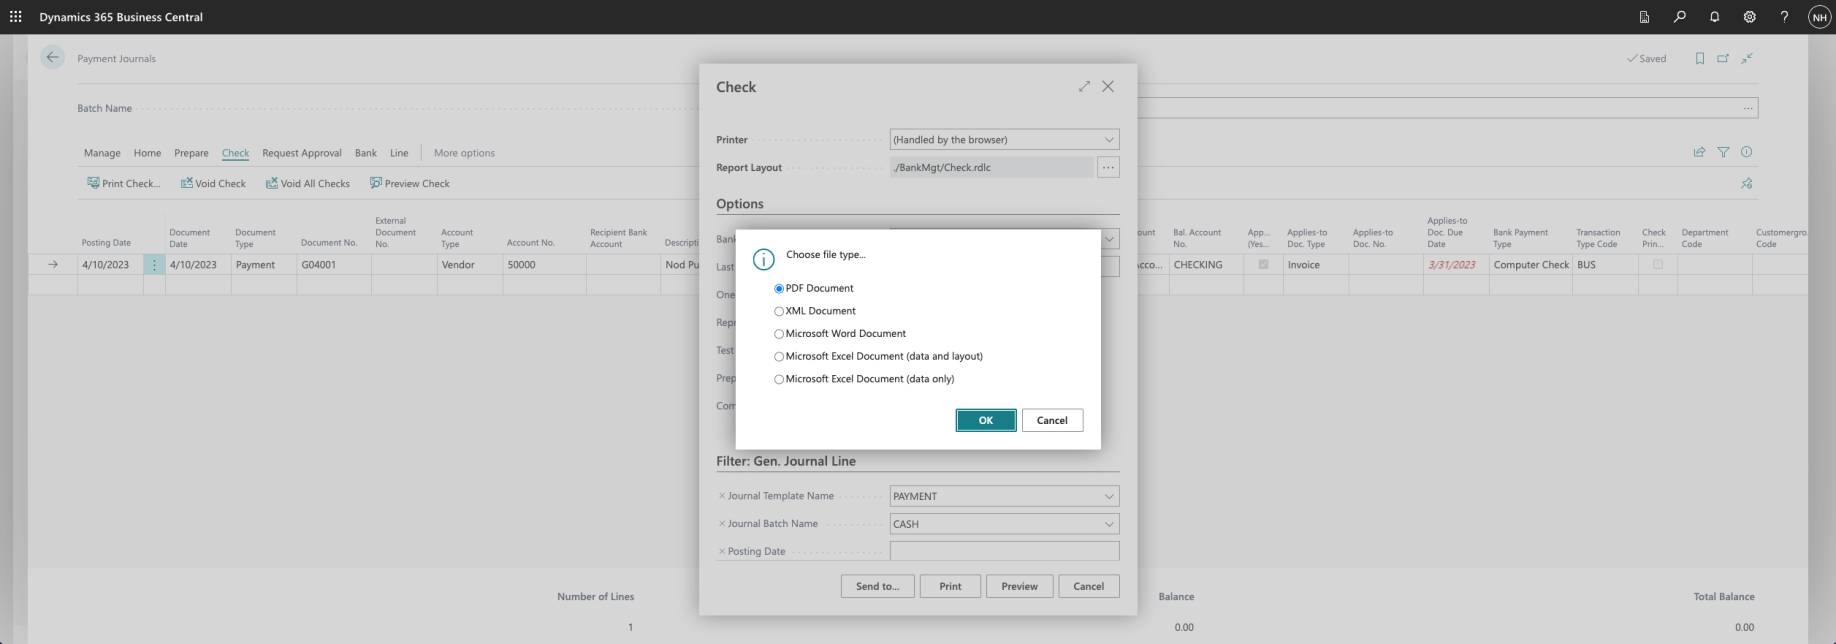 Dynamics 365 Business Central
NH
Payment Journals
Saved
Batch Name
Manage Home Prepare Check Request Approval Bank Line More options
Print Check... Void Check Void All Checks Preview Check
Posting Date Document Date Document Type Document No. External Document No. Account Type Account No. Recipient Bank Account Descripti
ount Bal. Account No. App... (Yes... Applies-to Doc. Type Applies-to Doc. No. Applies-to Doc. Due Date Bank Payment Type Transaction Type Code Check Prin... Department Code Customergro. Code
4/10/2023 4/10/2023 Payment G04001 Vendor 50000 Nod Pu
Acco... CHECKING Invoice 3/31/2023 Computer Check BUS
Check
Printer (Handled by the browser)
Report Layout ./BankMgt/Check.rdlc ...
Options
Bank
Last
One
Repr
Test
Prep
Com
Choose file type...
PDF Document
XML Document
Microsoft Word Document
Microsoft Excel Document (data and layout)
Microsoft Excel Document (data only)
OK Cancel
Filter: Gen. Journal Line
× Journal Template Name PAYMENT
× Journal Batch Name CASH
× Posting Date
Send to... Print Preview Cancel
Number of Lines Balance Total Balance
1 0.00 0.00